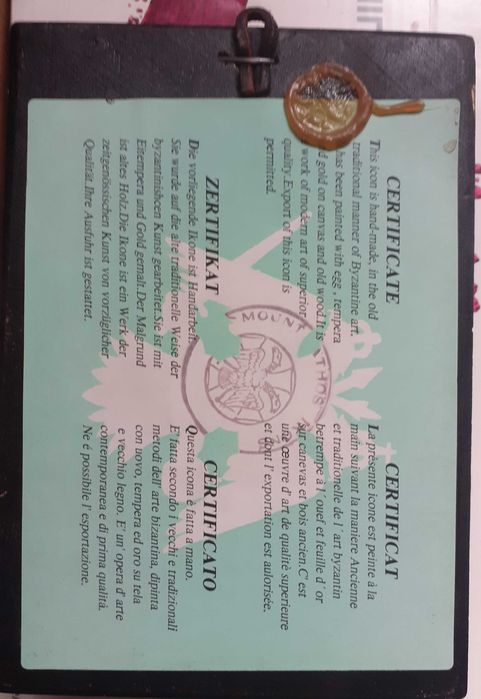 CERTIFICATE
This icon is hand-made, in the old
traditional manner of Byzantine art.
has been painted with egg , tempera
gold on canvas and old wood.It is
work of modern art of superior
quality.Export of this icon is
permitted.
CERTIFICAT
La présente icone est peinte á la
main suivant la maniere Ancienne
et traditionelle de l΄ art byzantin
betrempe á l΄ouef et feuille d΄ or
sur canevas et bois ancien.C΄ est
une œuvre d΄ art de qualité superieure
et dont l΄ exportation est aulorisée.
ZERTIFIKAT
Die vorliegende Ikone ist Handarbeit.
Sie wurde auf die alte traditionelle Weise der
byzantinishoen Kunst gearbeitet.Sie ist mit
Eitempera und Gold gemalt.Der Malgrund
ist altes Holz.Die Ikone ist ein Werk der
zeitgenössischen Kunst von vorzüglicher
Qualität.Ihre Ausfuhr ist gestattet.
CERTIFICATO
Questa icona é fatta a mano.
E΄ fatta secondo i vecchi e tradizionali
metodi dell΄ arte bizantina, dipinta
con uovo, tempera ed oro su tela
e vecchio legno. E΄ un΄ opera d΄ arte
contemporanea e di prima qualitá.
Ne é possibile l΄ esportazione.
MOUNT ATHOS